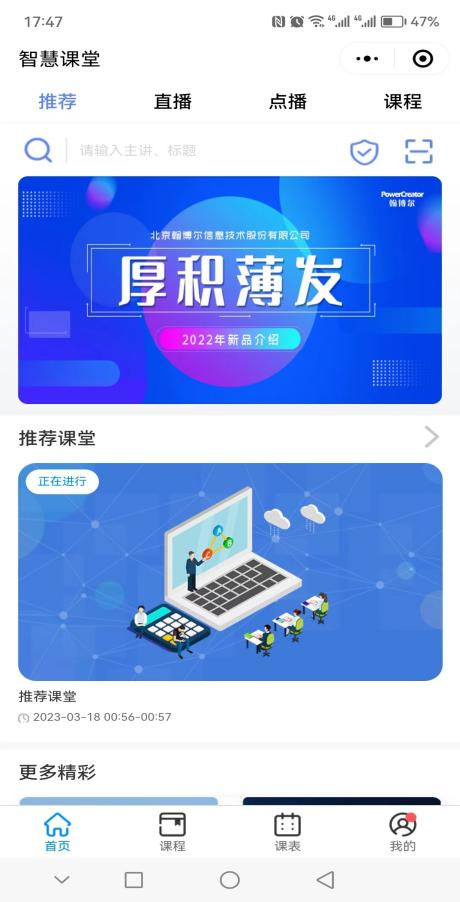 17:47
4G
4G
47%
智慧课堂
推荐
直播
点播
课程
请输入主讲、标题
PowerCreator
翰博尔
北京翰博尔信息技术股份有限公司
厚积薄发
2022年新品介绍
推荐课堂
正在进行
A
C
B
推荐课堂
2023-03-18 00:56-00:57
更多精彩
首页
课程
课表
我的